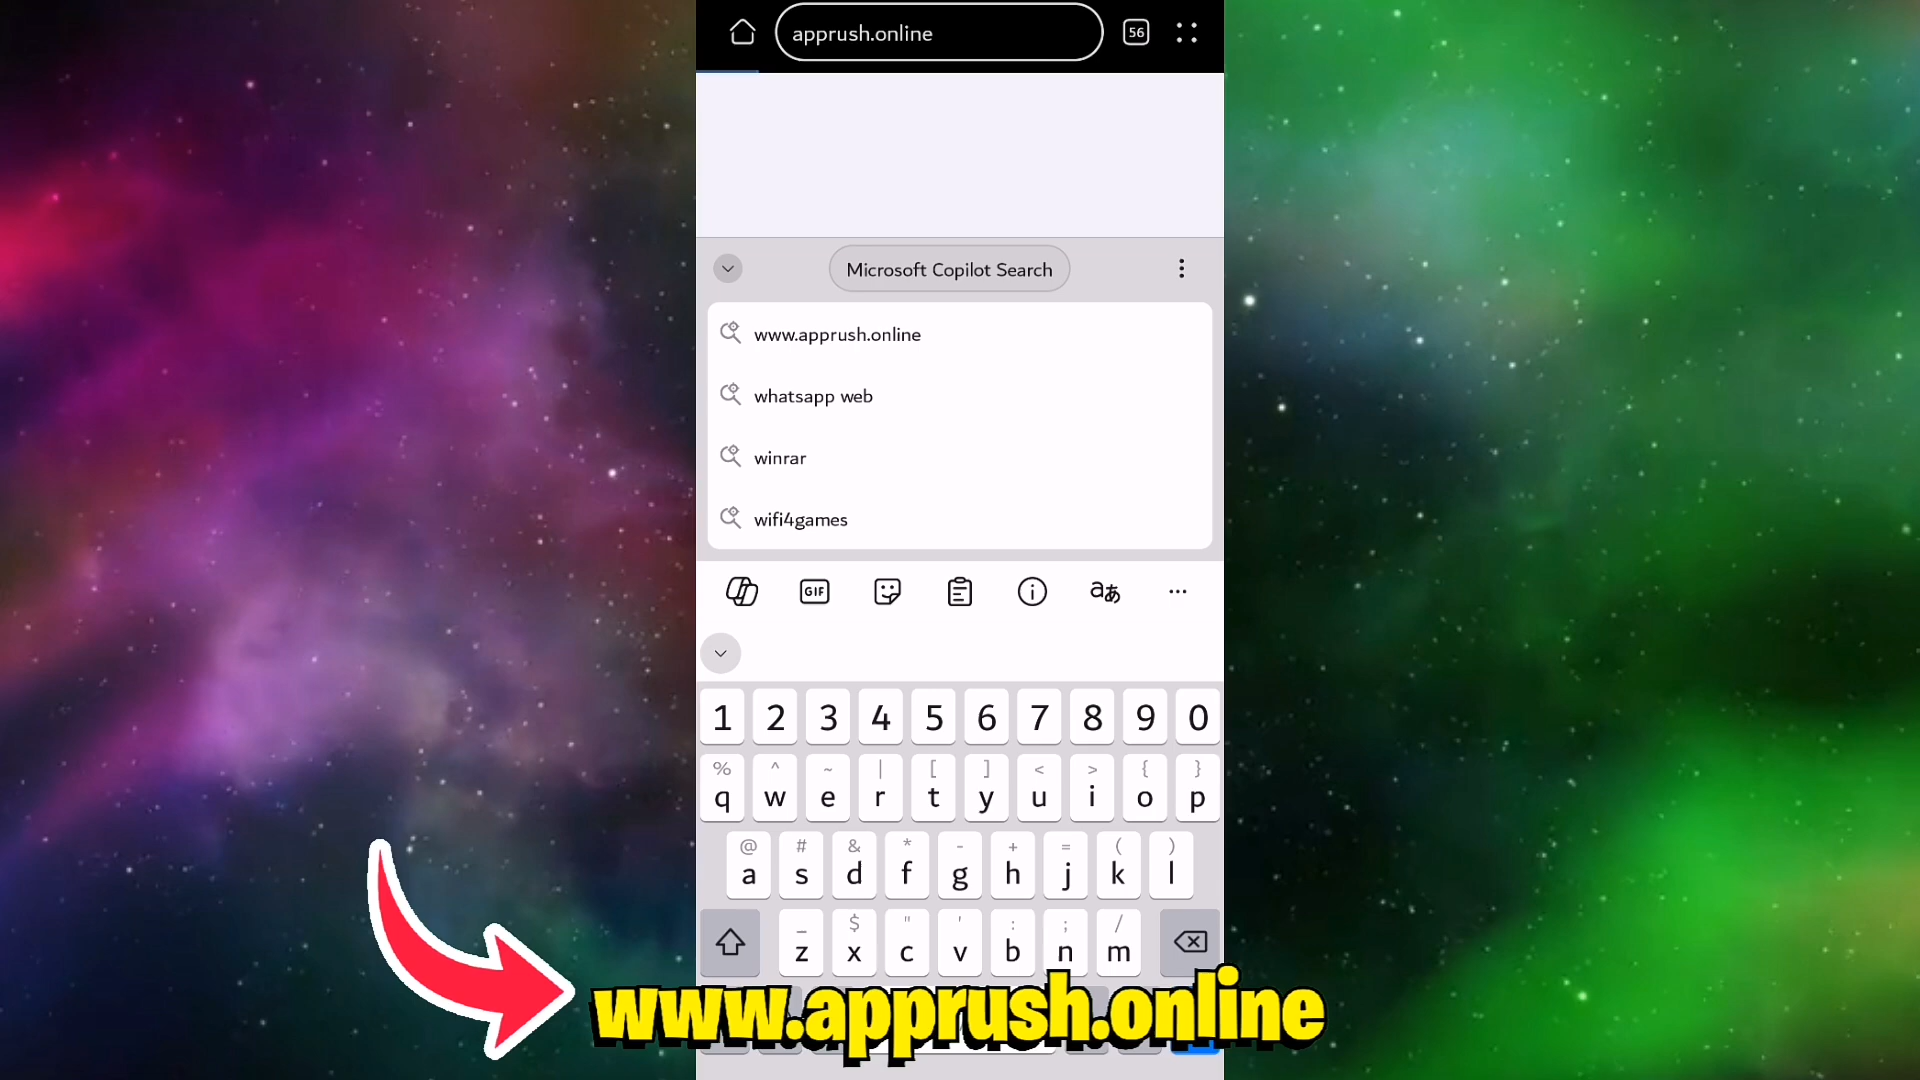 apprush.online
56
Microsoft Copilot Search
www.apprush.online
whatsapp web
winrar
wifi4games
GIF
aあ
1 2 3 4 5 6 7 8 9 0
% ^ ~ | [ ] < > { }
q w e r t y u i o p
@ # & * - + = ( )
a s d f g h j k l
_ $ " ' : ; /
z x c v b n m
www.apprush.online